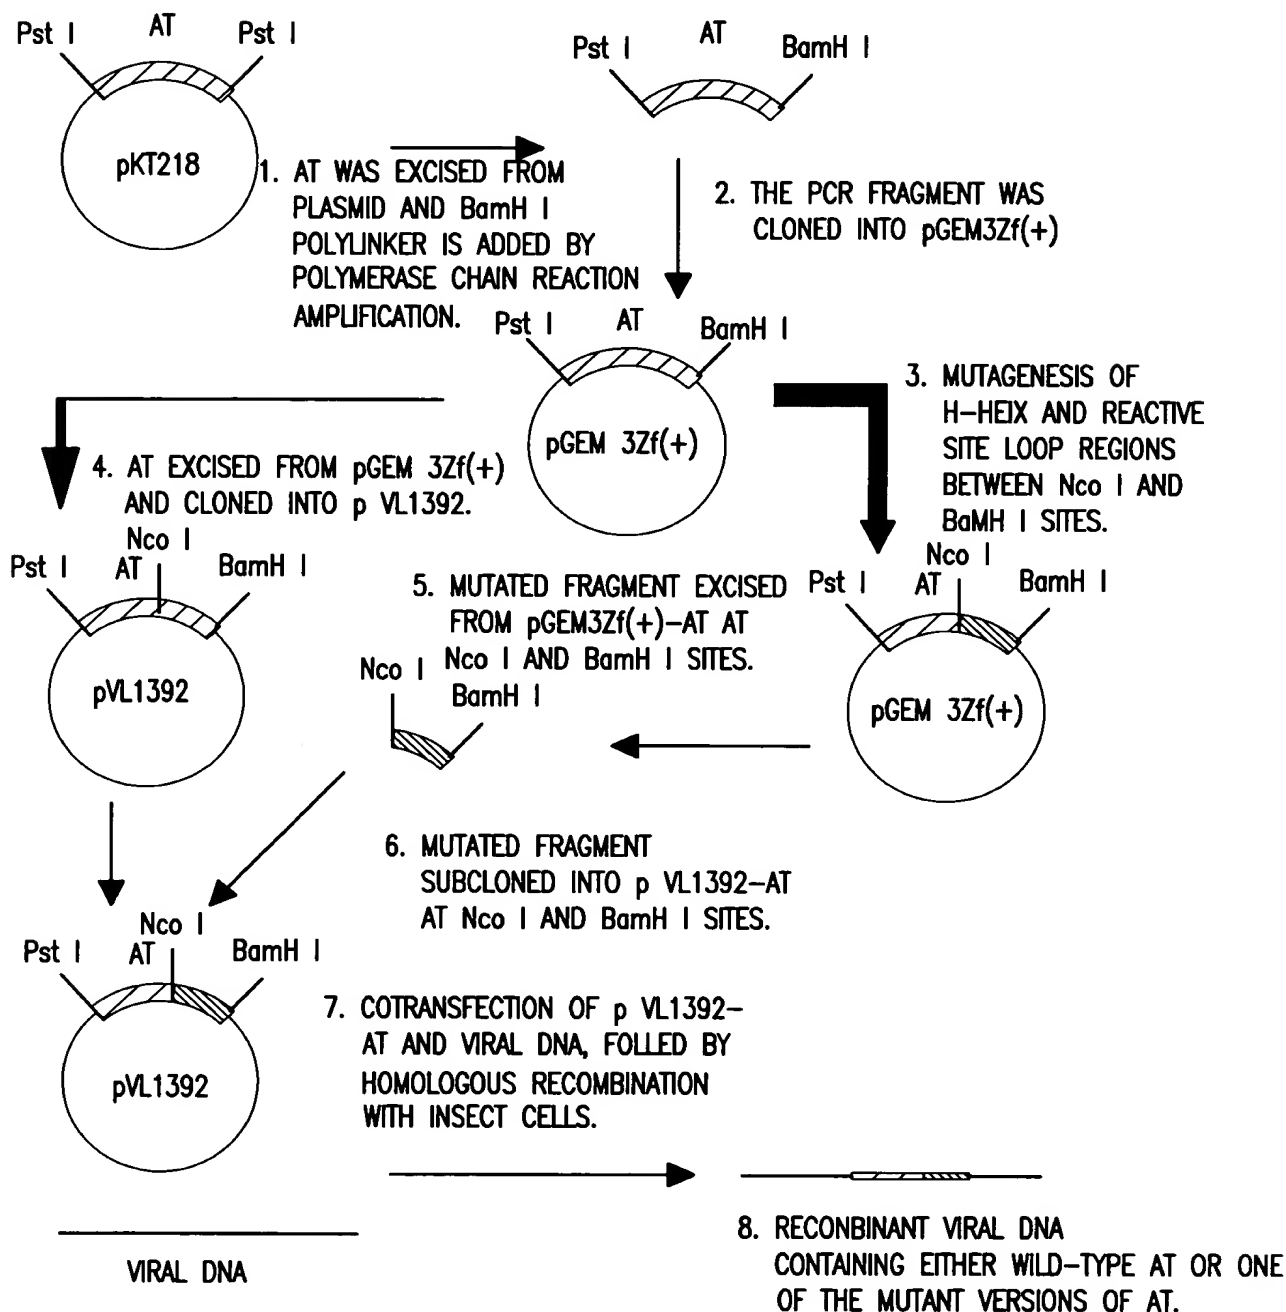 Pst I
AT
Pst I
pKT218
Pst I
AT
BamH I
1. AT WAS EXCISED FROM
PLASMID AND BamH I
POLYLINKER IS ADDED BY
POLYMERASE CHAIN REACTION
AMPLIFICATION.
2. THE PCR FRAGMENT WAS
CLONED INTO pGEM3Zf(+)
Pst I
AT
BamH I
pGEM 3Zf(+)
3. MUTAGENESIS OF
H-HEIX AND REACTIVE
SITE LOOP REGIONS
BETWEEN Nco I AND
BaMH I SITES.
4. AT EXCISED FROM pGEM 3Zf(+)
AND CLONED INTO p VL1392.
Nco I
Pst I
AT
BamH I
pVL1392
Nco I
Pst I
AT
BamH I
pGEM 3Zf(+)
5. MUTATED FRAGMENT EXCISED
FROM pGEM3Zf(+)-AT AT
Nco I AND BamH I SITES.
Nco I
BamH I
6. MUTATED FRAGMENT
SUBCLONED INTO p VL1392-AT
AT Nco I AND BamH I SITES.
Nco I
Pst I
AT
BamH I
pVL1392
7. COTRANSFECTION OF p VL1392-
AT AND VIRAL DNA, FOLLED BY
HOMOLOGOUS RECOMBINATION
WITH INSECT CELLS.
VIRAL DNA
8. RECONBINANT VIRAL DNA
CONTAINING EITHER WILD-TYPE AT OR ONE
OF THE MUTANT VERSIONS OF AT.